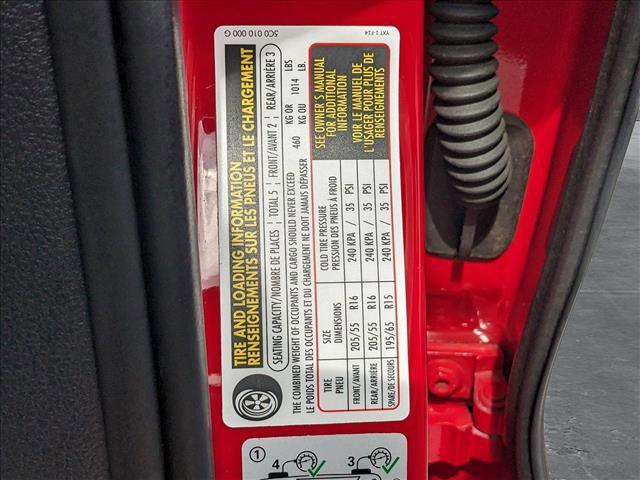 5C0 010 000 G
YXT 1-F14
TIRE AND LOADING INFORMATION
RENSEIGNEMENTS SUR LES PNEUS ET LE CHARGEMENT
SEATING CAPACITY/NOMBRE DE PLACES | TOTAL 5 | FRONT/AVANT 2 | REAR/ARRIÈRE 3
THE COMBINED WEIGHT OF OCCUPANTS AND CARGO SHOULD NEVER EXCEED 460 KG OR 1014 LBS
LE POIDS TOTAL DES OCCUPANTS ET DU CHARGEMENT NE DOIT JAMAIS DÉPASSER KG OU LB.
TIRE SIZE COLD TIRE PRESSURE
PNEU DIMENSIONS PRESSION DES PNEUS À FROID
FRONT/AVANT 205/55 R16 240 KPA / 35 PSI
REAR/ARRIÈRE 205/55 R16 240 KPA / 35 PSI
SPARE/DE SECOURS 195/65 R15 240 KPA / 35 PSI
SEE OWNER'S MANUAL
FOR ADDITIONAL
INFORMATION
VOIR LE MANUEL DE
L'USAGER POUR PLUS DE
RENSEIGNEMENTS
1
4 3